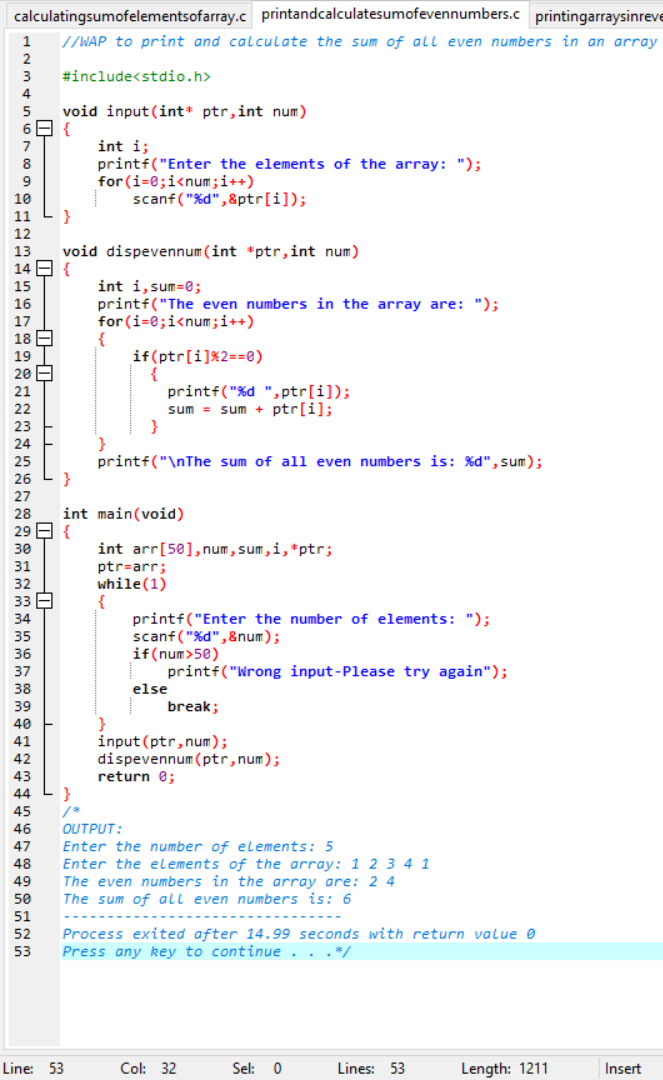 calculatingsumofelementsofarray.c printandcalculatesumofevennumbers.c printingarraysinreve
1 //WAP to print and calculate the sum of all even numbers in an array
2
3 #include<stdio.h>
4
5 void input(int* ptr,int num)
6 {
7 int i;
8 printf("Enter the elements of the array: ");
9 for(i=0;i<num;i++)
10 scanf("%d",&ptr[i]);
11 }
12
13 void dispevennum(int *ptr,int num)
14 {
15 int i,sum=0;
16 printf("The even numbers in the array are: ");
17 for(i=0;i<num;i++)
18 {
19 if(ptr[i]%2==0)
20 {
21 printf("%d ",ptr[i]);
22 sum = sum + ptr[i];
23 }
24 }
25 printf("\nThe sum of all even numbers is: %d",sum);
26 }
27
28 int main(void)
29 {
30 int arr[50],num,sum,i,*ptr;
31 ptr=arr;
32 while(1)
33 {
34 printf("Enter the number of elements: ");
35 scanf("%d",&num);
36 if(num>50)
37 printf("Wrong input-Please try again");
38 else
39 break;
40 }
41 input(ptr,num);
42 dispevennum(ptr,num);
43 return 0;
44 }
45 /*
46 OUTPUT:
47 Enter the number of elements: 5
48 Enter the elements of the array: 1 2 3 4 1
49 The even numbers in the array are: 2 4
50 The sum of all even numbers is: 6
51 --------------------------------
52 Process exited after 14.99 seconds with return value 0
53 Press any key to continue . . .*/
Line: 53 Col: 32 Sel: 0 Lines: 53 Length: 1211 Insert